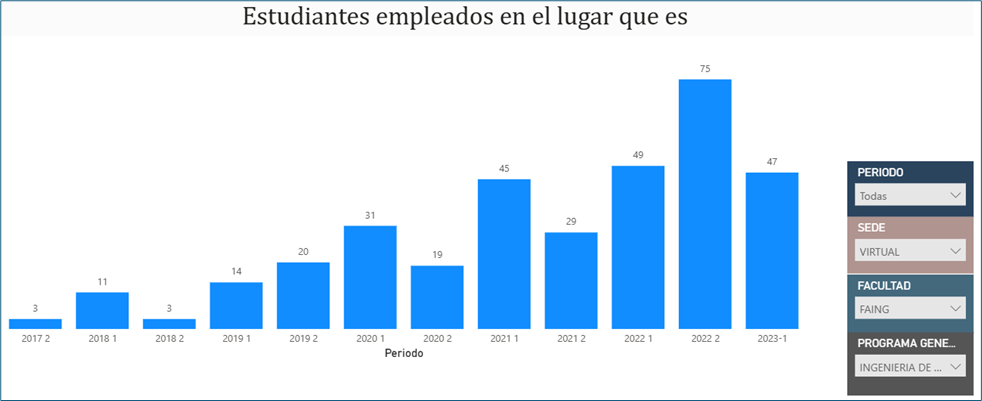 Estudiantes empleados en el lugar que es
75
49
47
45
31
29
20
19
14
11
3
3
2017 2
2018 1
2018 2
2019 1
2019 2
2020 1
2020 2
2021 1
2021 2
2022 1
2022 2
2023-1
Periodo
PERIODO
Todas
SEDE
VIRTUAL
FACULTAD
FAING
PROGRAMA GENE...
INGENIERIA DE ...